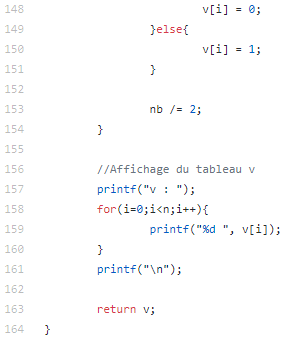 148 v[i] = 0;
149 }else{
150 v[i] = 1;
151 }
152
153 nb /= 2;
154 }
155
156 //Affichage du tableau v
157 printf("v : ");
158 for(i=0;i<n;i++){
159 printf("%d ", v[i]);
160 }
161 printf("\n");
162
163 return v;
164 }